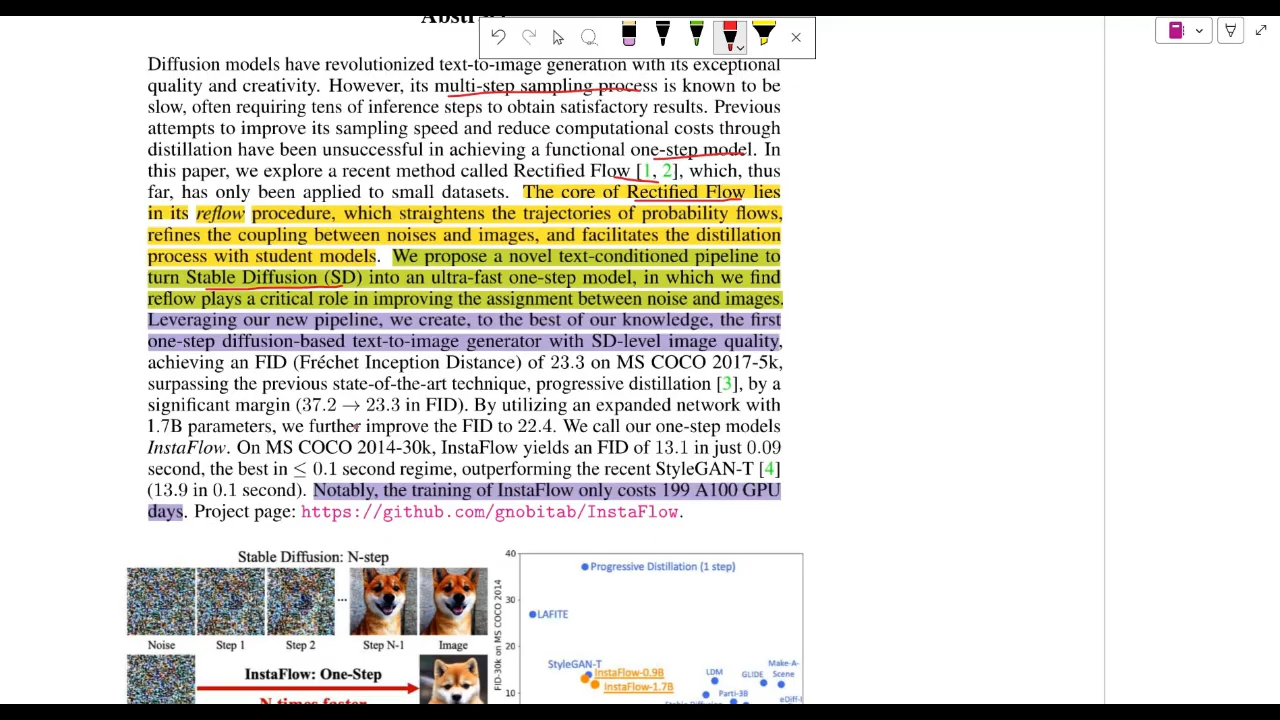 Diffusion models have revolutionized text-to-image generation with its exceptional
quality and creativity. However, its multi-step sampling process is known to be
slow, often requiring tens of inference steps to obtain satisfactory results. Previous
attempts to improve its sampling speed and reduce computational costs through
distillation have been unsuccessful in achieving a functional one-step model. In
this paper, we explore a recent method called Rectified Flow [1, 2], which, thus
far, has only been applied to small datasets. The core of Rectified Flow lies
in its reflow procedure, which straightens the trajectories of probability flows,
refines the coupling between noises and images, and facilitates the distillation
process with student models. We propose a novel text-conditioned pipeline to
turn Stable Diffusion (SD) into an ultra-fast one-step model, in which we find
reflow plays a critical role in improving the assignment between noise and images.
Leveraging our new pipeline, we create, to the best of our knowledge, the first
one-step diffusion-based text-to-image generator with SD-level image quality,
achieving an FID (Fréchet Inception Distance) of 23.3 on MS COCO 2017-5k,
surpassing the previous state-of-the-art technique, progressive distillation [3], by a
significant margin (37.2 → 23.3 in FID). By utilizing an expanded network with
1.7B parameters, we further improve the FID to 22.4. We call our one-step models
InstaFlow. On MS COCO 2014-30k, InstaFlow yields an FID of 13.1 in just 0.09
second, the best in ≤ 0.1 second regime, outperforming the recent StyleGAN-T [4]
(13.9 in 0.1 second). Notably, the training of InstaFlow only costs 199 A100 GPU
days. Project page: https://github.com/gnobitab/InstaFlow.
Stable Diffusion: N-step
...
Noise Step 1 Step 2 Step N-1 Image
InstaFlow: One-Step
N-times faster
FID-30k on MS COCO 2014
40
30
20
10
Progressive Distillation (1 step)
LAFITE
StyleGAN-T
InstaFlow-0.9B
InstaFlow-1.7B
LDM
GLIDE
Make-A-
Scene
Parti-3B
Stable Diffusion